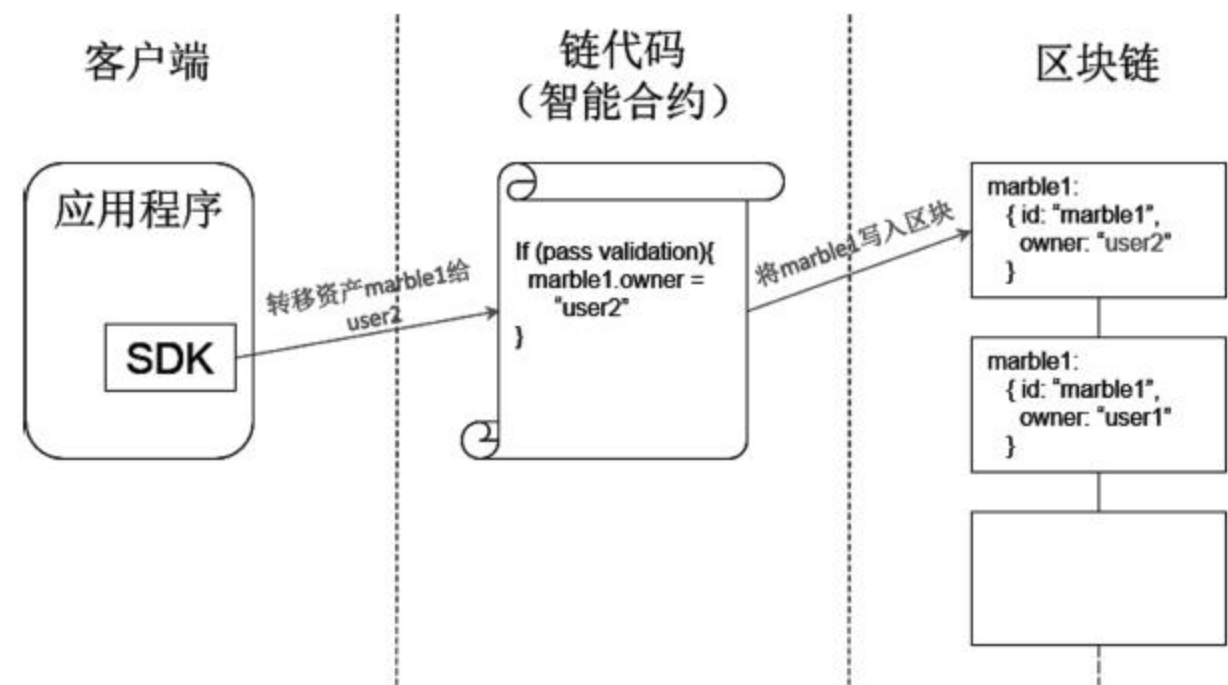 客户端
链代码
（智能合约）
区块链
应用程序
SDK
转移资产marble1给
user2
If (pass validation){
marble1.owner =
"user2"
}
将marble1写入区块
marble1:
{ id: “marble1”,
owner: “user2”
}
marble1:
{ id: “marble1”,
owner: “user1”
}